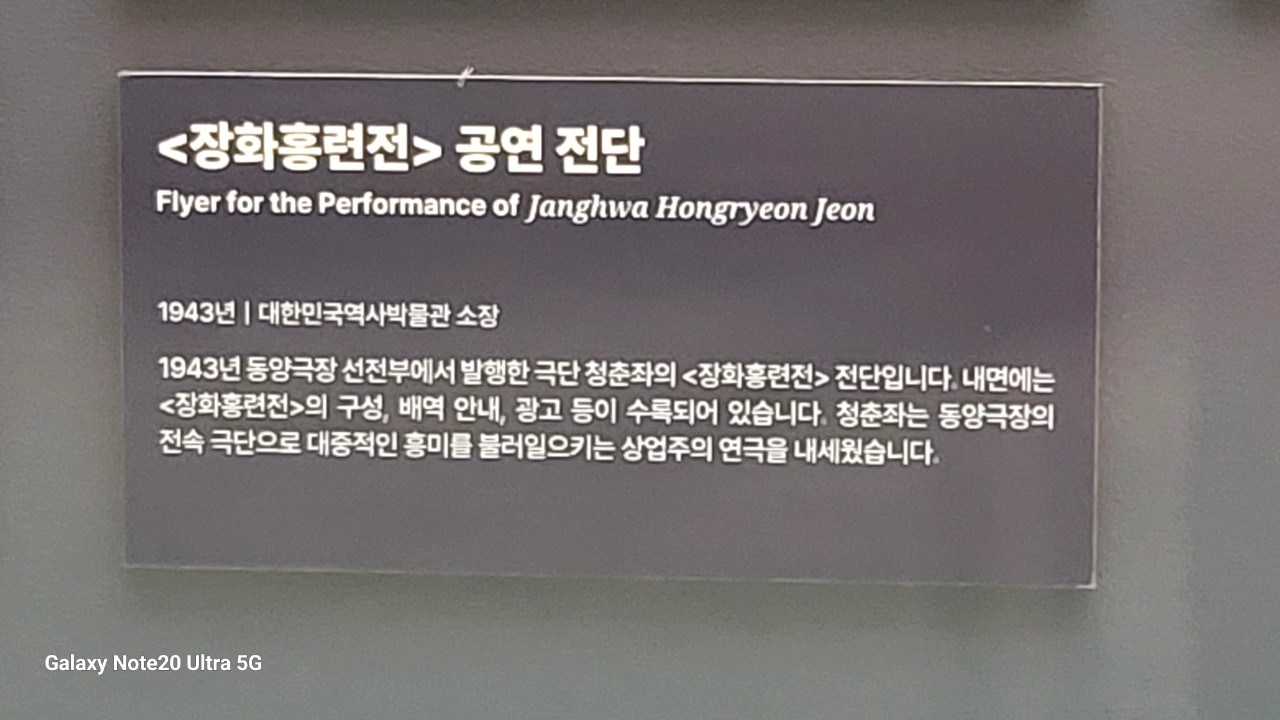 <장화홍련전> 공연 전단
Flyer for the Performance of Janghwa Hongryeon Jeon
1943년 | 대한민국역사박물관 소장
1943년 동양극장 선전부에서 발행한 극단 청춘좌의 <장화홍련전> 전단입니다. 내면에는
<장화홍련전>의 구성, 배역 안내, 광고 등이 수록되어 있습니다. 청춘좌는 동양극장의
전속 극단으로 대중적인 흥미를 불러일으키는 상업주의 연극을 내세웠습니다.
Galaxy Note20 Ultra 5G